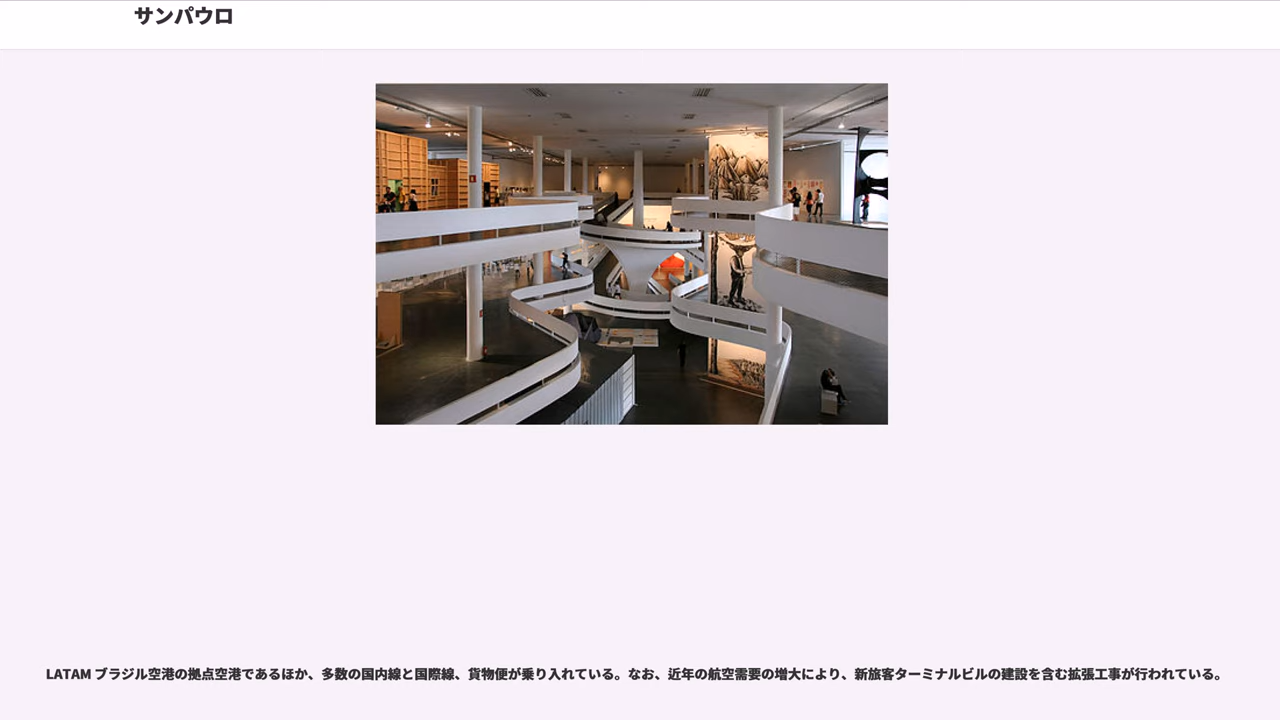 サンパウロ
LATAM ブラジル空港の拠点空港であるほか、多数の国内線と国際線、貨物便が乗り入れている。なお、近年の航空需要の増大により、新旅客ターミナルビルの建設を含む拡張工事が行われている。